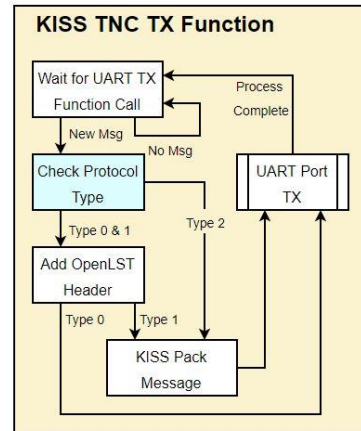 KISS TNC TX Function
Wait for UART TX
Function Call
Process
Complete
New Msg
No Msg
Check Protocol
Type
UART Port
TX
Type 2
Type 0 & 1
Add OpenLST
Header
Type 0
Type 1
KISS Pack
Message